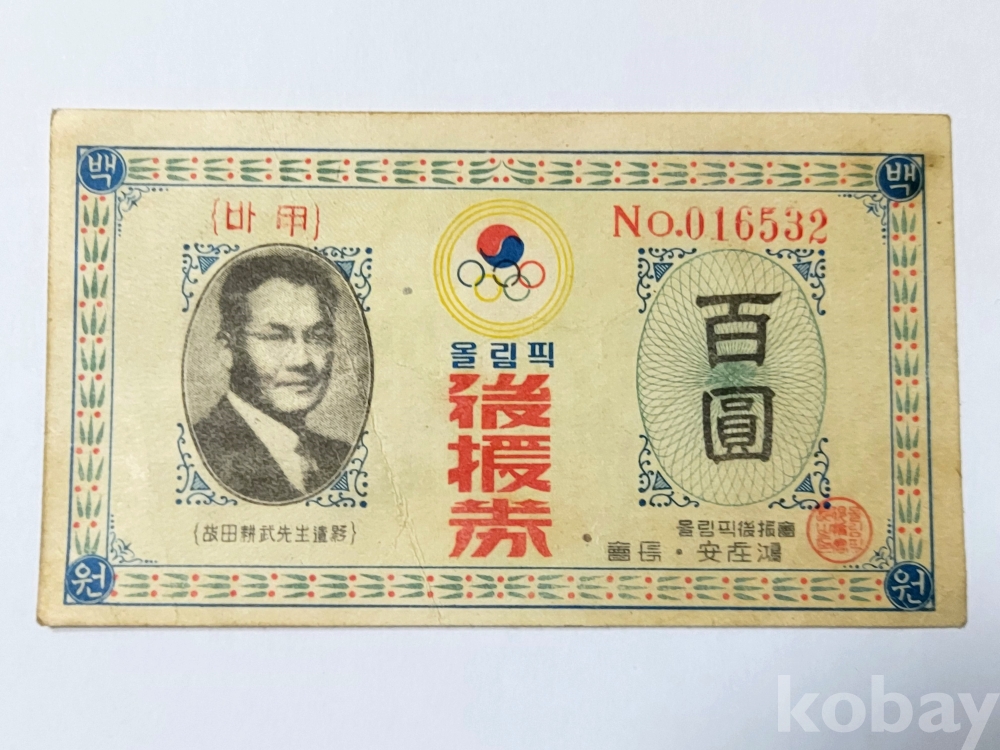 백
백
{바 用}
No.016532
올림픽
後援券
百圓
{故田耕武先生遺影}
올림픽後援會
會長·安在鴻
원
원
kobay